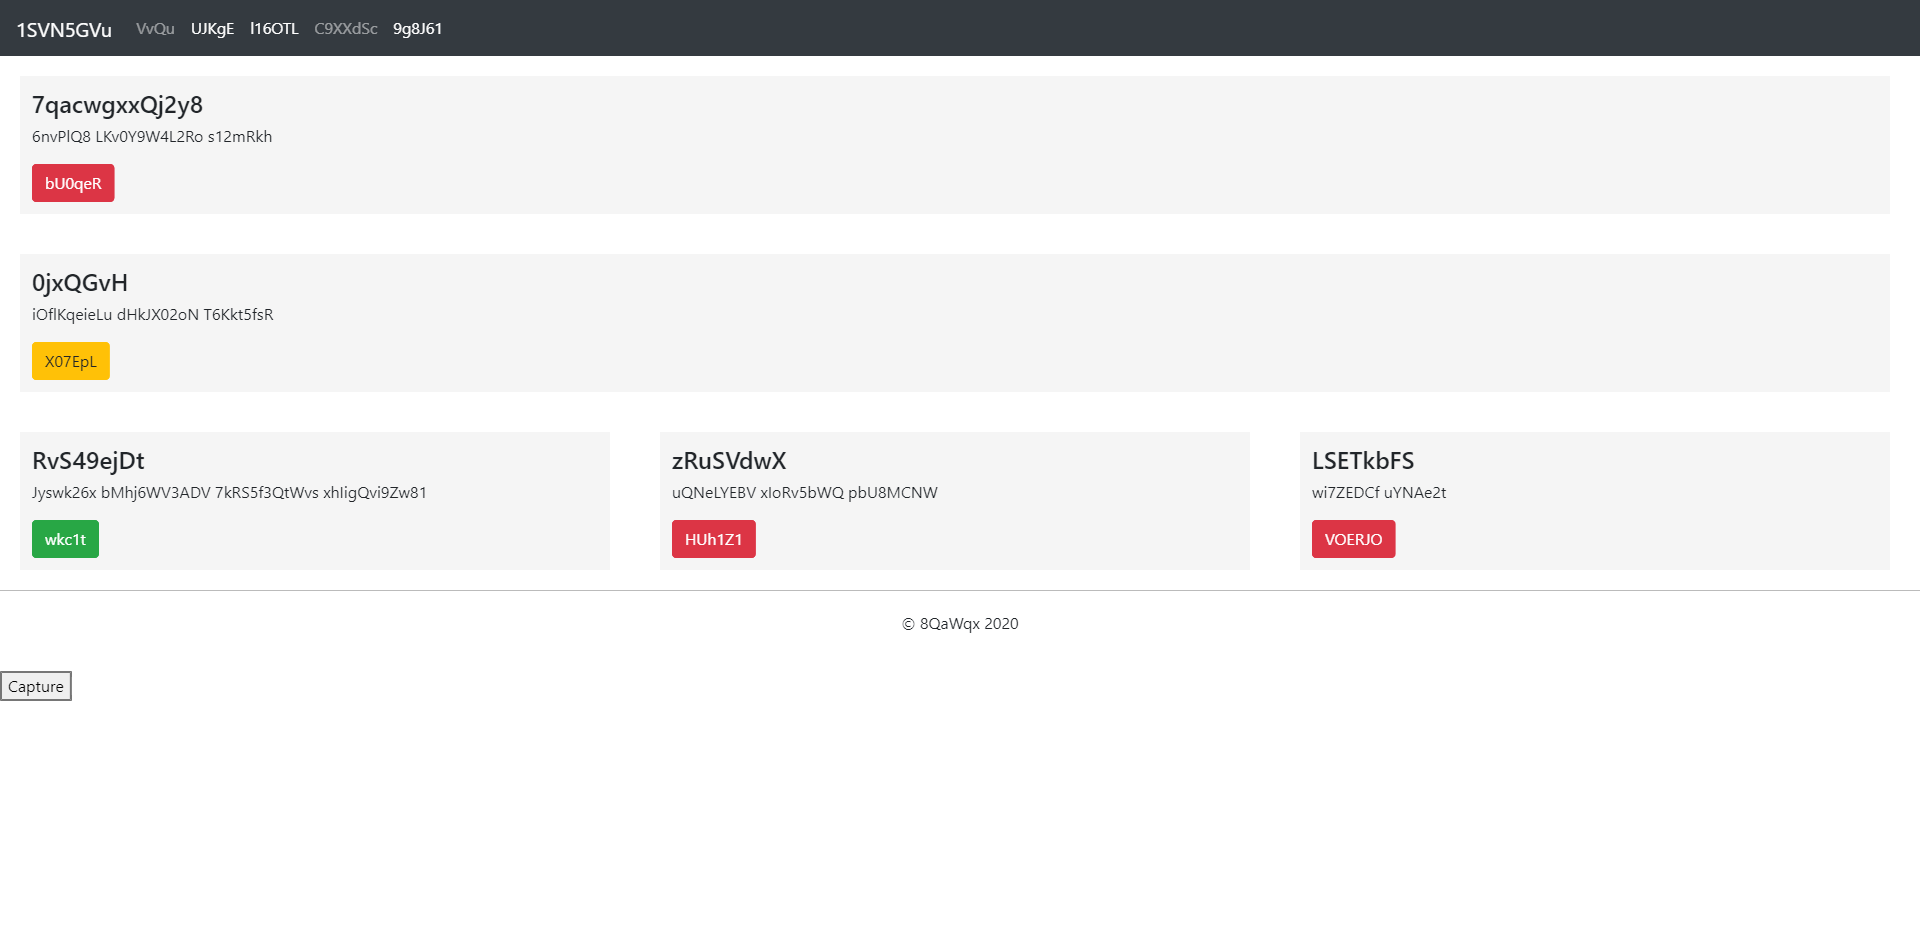 1SVN5GVu VvQu UJKgE l16OTL C9XXdSc 9g8J61
7qacwgxxQj2y8
6nvPlQ8 LKv0Y9W4L2Ro s12mRkh
bU0qeR
0jxQGvH
iOflKqeieLu dHkJX02oN T6Kkt5fsR
X07EpL
RvS49ejDt
Jyswk26x bMhj6WV3ADV 7kRS5f3QtWvs xhIigQvi9Zw81
wkc1t
zRuSVdwX
uQNeLYEBV xIoRv5bWQ pbU8MCNW
HUh1Z1
LSETkbFS
wi7ZEDCf uYNAe2t
VOERJO
© 8QaWqx 2020
Capture